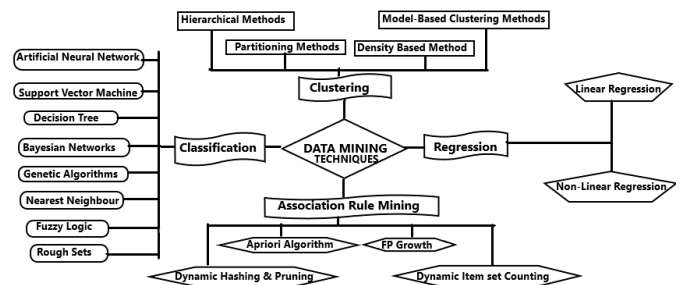 Hierarchical Methods
Model-Based Clustering Methods
Partitioning Methods
Density Based Method
Clustering
Artificial Neural Network
Support Vector Machine
Decision Tree
Bayesian Networks
Genetic Algorithms
Nearest Neighbour
Fuzzy Logic
Rough Sets
Classification
DATA MINING
TECHNIQUES
Regression
Linear Regression
Non-Linear Regression
Association Rule Mining
Apriori Algorithm
FP Growth
Dynamic Hashing & Pruning
Dynamic Item set Counting